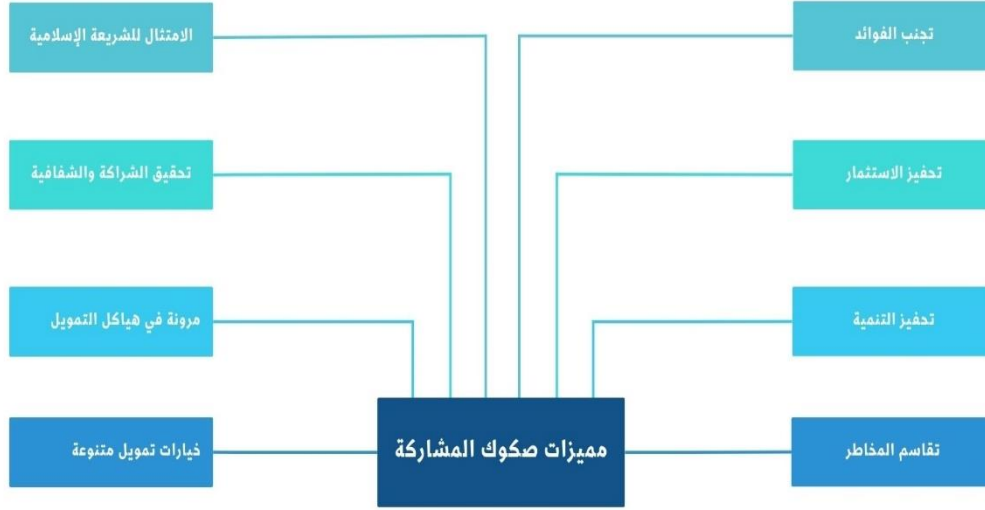 تجنب الفوائد
الامتثال للشريعة الإسلامية
تحفيز الاستثمار
تحقيق الشراكة والشفافية
تحفيز التنمية
مرونة في هياكل التمويل
تقاسم المخاطر
مميزات صكوك المشاركة
خيارات تمويل متنوعة